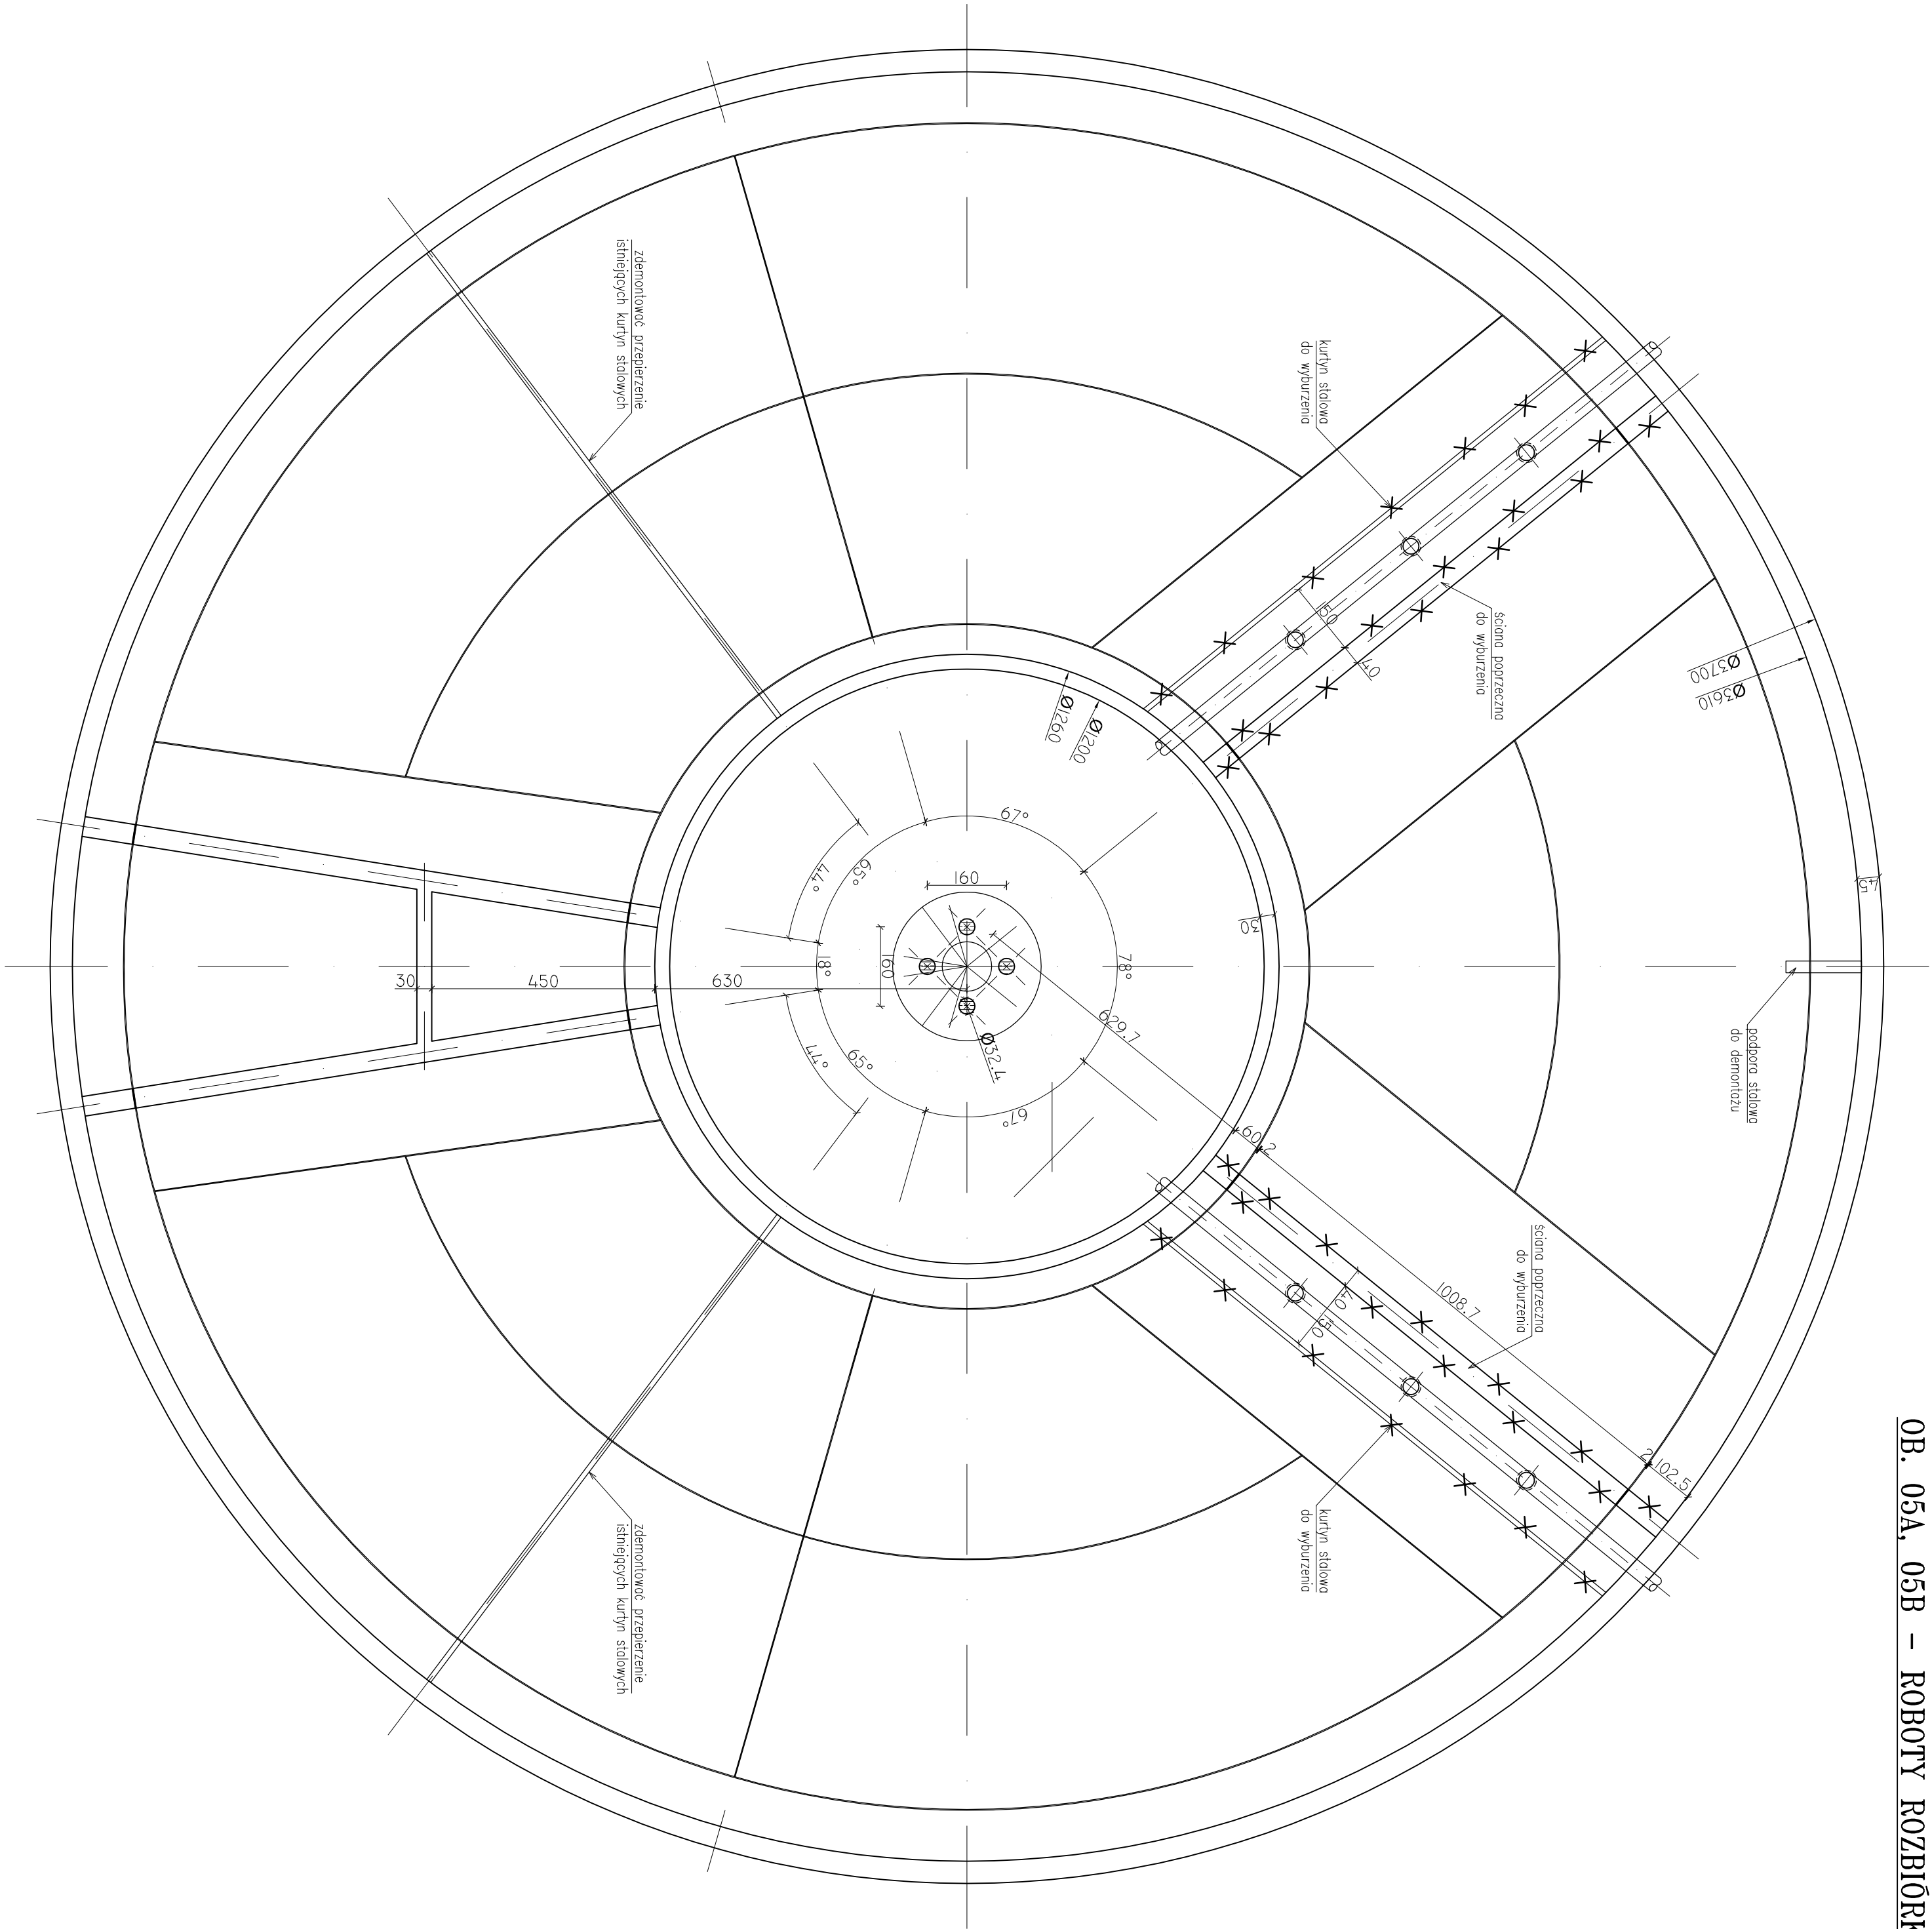 OB. 05A, 05B - ROBOTY ROZBIÓRK
Ø3700
Ø3610
45
podpora stalowa
do demontażu
2
102.5
ściana poprzeczna
do wyburzenia
ściana poprzeczna
do wyburzenia
1008.7
kurtyn stalowa
do wyburzenia
kurtyn stalowa
do wyburzenia
150
40
40
150
60.2
30
629.7
78°
Ø1200
Ø1260
67°
67°
160
Ø32.4
160
65°
65°
44°
44°
18°
630
450
30
zdemontować przepierzenie
istniejących kurtyn stalowych
zdemontować przepierzenie
istniejących kurtyn stalowych